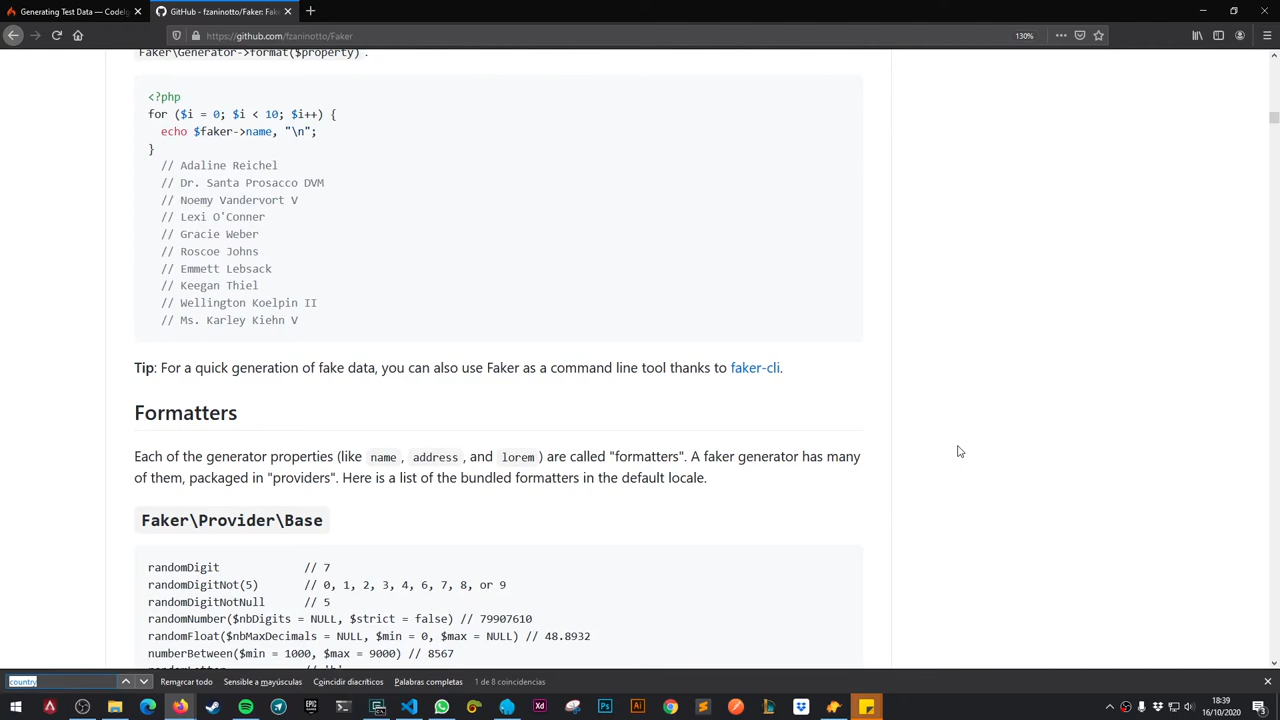 Generating Test Data — CodeIg
GitHub - fzaninotto/Faker: Fak
https://github.com/fzaninotto/Faker
130%
Faker\Generator->format($property) .
<?php
for ($i = 0; $i < 10; $i++) {
echo $faker->name, "\n";
}
// Adaline Reichel
// Dr. Santa Prosacco DVM
// Noemy Vandervort V
// Lexi O'Conner
// Gracie Weber
// Roscoe Johns
// Emmett Lebsack
// Keegan Thiel
// Wellington Koelpin II
// Ms. Karley Kiehn V
Tip: For a quick generation of fake data, you can also use Faker as a command line tool thanks to faker-cli.
Formatters
Each of the generator properties (like name, address, and lorem) are called "formatters". A faker generator has many
of them, packaged in "providers". Here is a list of the bundled formatters in the default locale.
Faker\Provider\Base
randomDigit // 7
randomDigitNot(5) // 0, 1, 2, 3, 4, 6, 7, 8, or 9
randomDigitNotNull // 5
randomNumber($nbDigits = NULL, $strict = false) // 79907610
randomFloat($nbMaxDecimals = NULL, $min = 0, $max = NULL) // 48.8932
numberBetween($min = 1000, $max = 9000) // 8567
country
Resaltar todo
Sensible a mayúsculas
Coincidir diacríticos
Palabras completas
1 de 8 coincidencias
18:39
16/10/2020